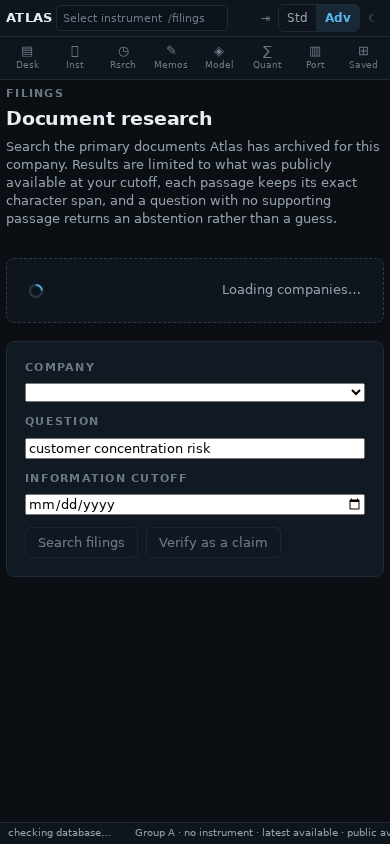 ATLAS Select instrument /filings Std Adv
Desk Inst Rsrch Memos Model Quant Port Saved
FILINGS
Document research
Search the primary documents Atlas has archived for this
company. Results are limited to what was publicly
available at your cutoff, each passage keeps its exact
character span, and a question with no supporting
passage returns an abstention rather than a guess.
Loading companies...
COMPANY
QUESTION
customer concentration risk
INFORMATION CUTOFF
mm/dd/yyyy
Search filings Verify as a claim
checking database... Group A · no instrument · latest available · public av